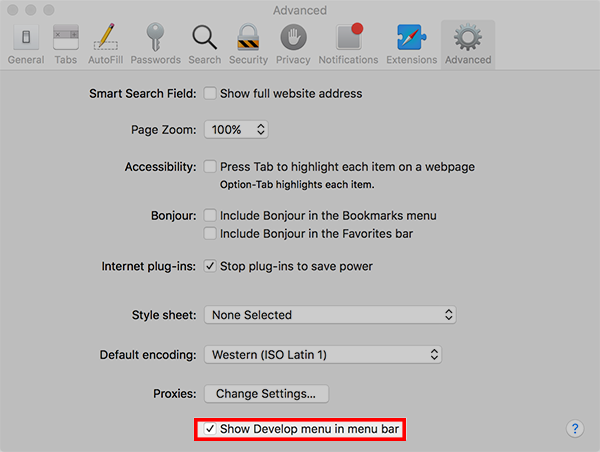 Advanced
General Tabs AutoFill Passwords Search Security Privacy Notifications Extensions Advanced
Smart Search Field: Show full website address
Page Zoom: 100%
Accessibility: Press Tab to highlight each item on a webpage
Option-Tab highlights each item.
Bonjour: Include Bonjour in the Bookmarks menu
Include Bonjour in the Favorites bar
Internet plug-ins: Stop plug-ins to save power
Style sheet: None Selected
Default encoding: Western (ISO Latin 1)
Proxies: Change Settings...
Show Develop menu in menu bar ?